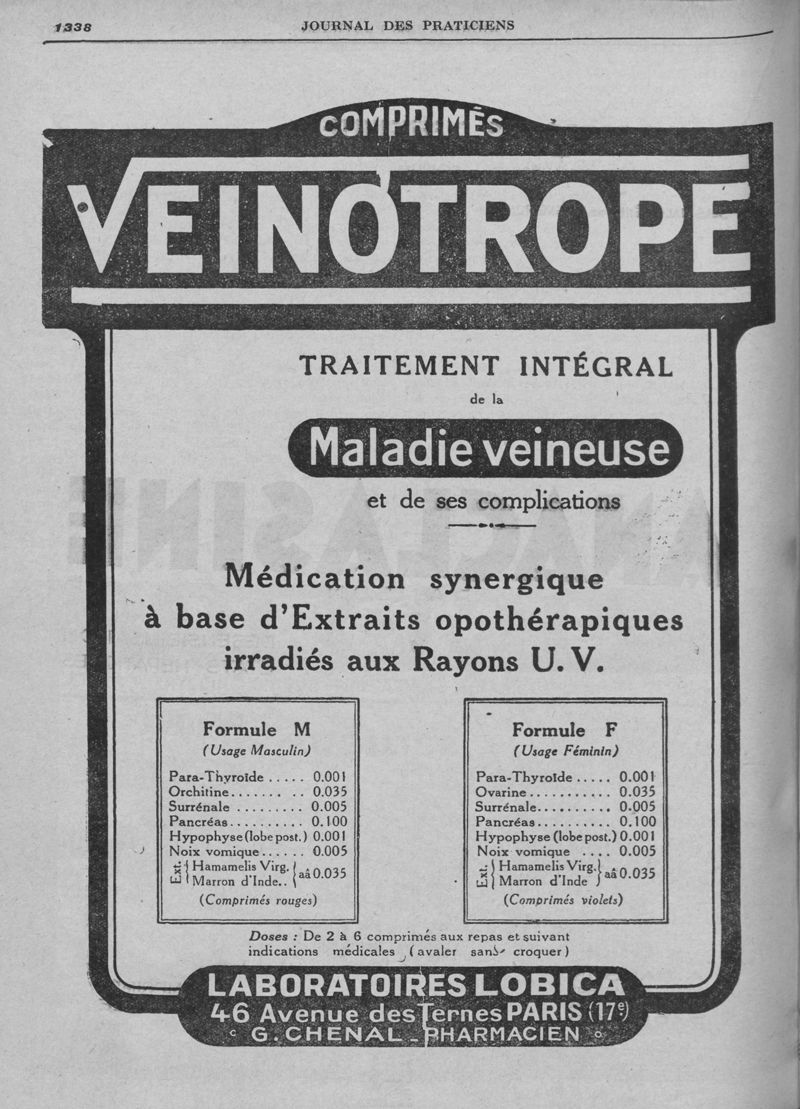 1338
JOURNAL DES PRATICIENS
COMPRIMÉS
VEINOTROPE
TRAITEMENT INTÉGRAL
de la
Maladie veineuse
et de ses complications
Médication synergique
à base d'Extraits opothérapiques
irradiés aux Rayons U. V.
Formule M
(Usage Masculin)
Para-Thyroïde ..... 0.001
Orchitine....... .. 0.035
Surrénale ......... 0.005
Pancréas.......... 0.100
Hypophyse (lobe post.) 0.001
Noix vomique...... 0.005
Ext. { Hamamelis Virg. } aâ 0.035
Marron d'Inde..
(Comprimés rouges)
Formule F
(Usage Féminin)
Para-Thyroïde ..... 0.001
Ovarine ........... 0.035
Surrénale.......... 0.005
Pancréas.......... 0.100
Hypophyse (lobe post.) 0.001
Noix vomique .... 0.005
Ext. { Hamamelis Virg. } aâ 0.035
Marron d'Inde
(Comprimés violets)
Doses : De 2 à 6 comprimés aux repas et suivant
indications médicales (avaler sans croquer)
LABORATOIRES LOBICA
46 Avenue des Ternes PARIS (17e)
G. CHENAL - PHARMACIEN